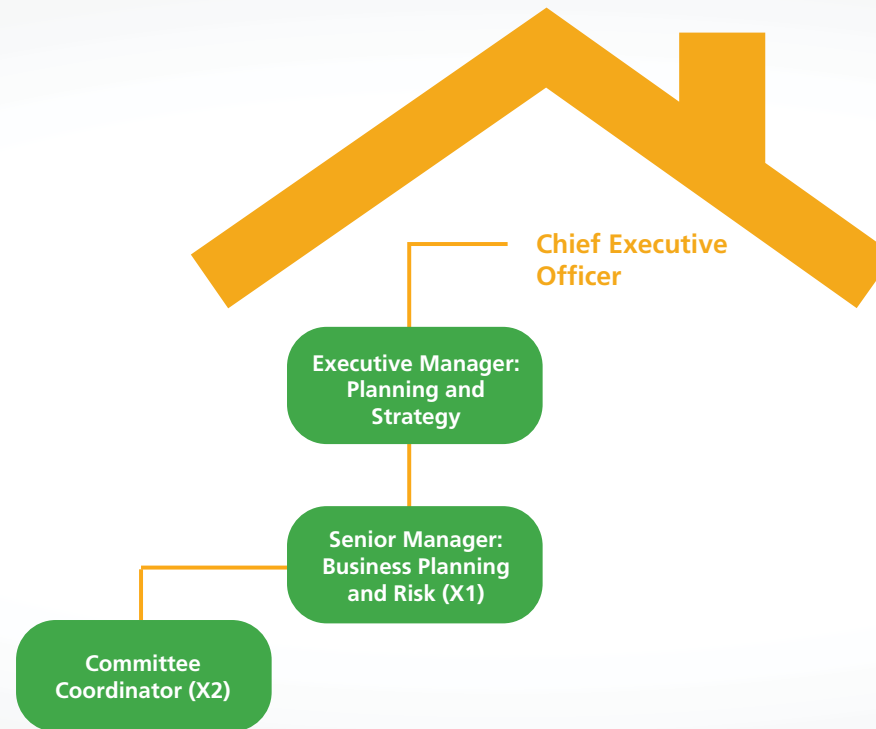 Chief Executive
Officer
Executive Manager:
Planning and
Strategy
Senior Manager:
Business Planning
and Risk (X1)
Committee
Coordinator (X2)